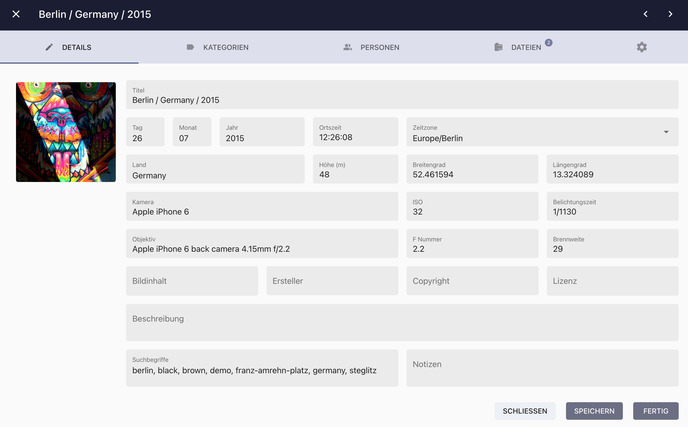 Berlin / Germany / 2015
DETAILS
KATEGORIEN
PERSONEN
DATEIEN 2
Titel
Berlin / Germany / 2015
Tag
26
Monat
07
Jahr
2015
Ortszeit
12:26:08
Zeitzone
Europe/Berlin
Land
Germany
Höhe (m)
48
Breitengrad
52.461594
Längengrad
13.324089
Kamera
Apple iPhone 6
ISO
32
Belichtungszeit
1/1130
Objektiv
Apple iPhone 6 back camera 4.15mm f/2.2
F Nummer
2.2
Brennweite
29
Bildinhalt
Ersteller
Copyright
Lizenz
Beschreibung
Suchbegriffe
berlin, black, brown, demo, franz-amrehn-platz, germany, steglitz
Notizen
SCHLIESSEN
SPEICHERN
FERTIG